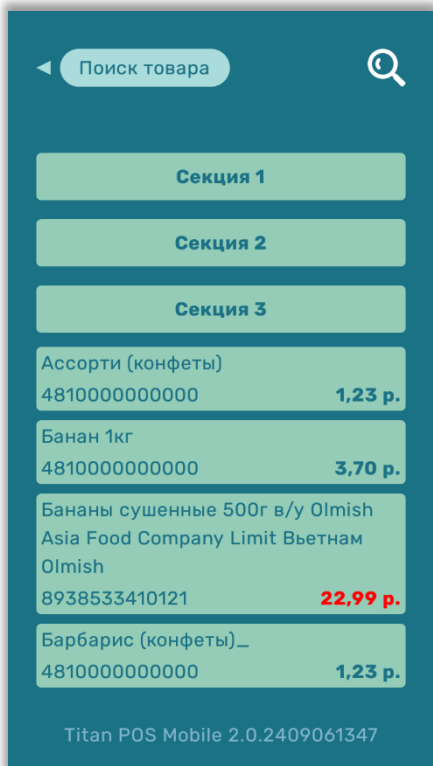 Поиск товара
Секция 1
Секция 2
Секция 3
Ассорти (конфеты)
4810000000000 1,23 р.
Банан 1кг
4810000000000 3,70 р.
Бананы сушенные 500г в/у Olmish
Asia Food Company Limit Вьетнам
Olmish
8938533410121 22,99 р.
Барбарис (конфеты)_
4810000000000 1,23 р.
Titan POS Mobile 2.0.2409061347